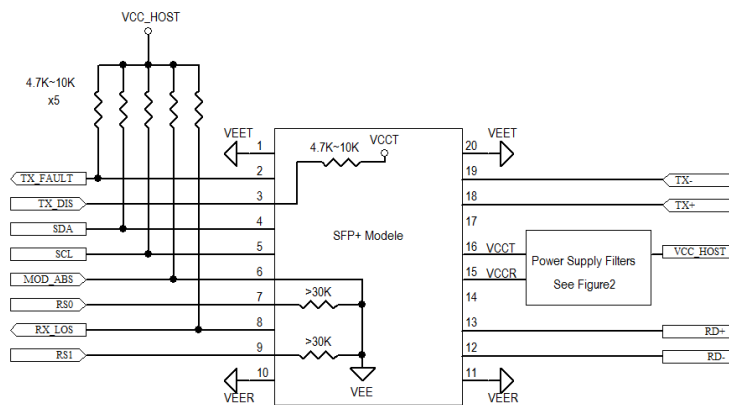 VCC_HOST
4.7K~10K
x5
VEET
1
2
3
4
5
6
7
8
9
10
VEER
TX_FAULT
TX_DIS
SDA
SCL
MOD_ABS
RS0
RX_LOS
RS1
4.7K~10K
VCCT
SFP+ Modele
>30K
>30K
VEE
20
VEET
19
18
17
16
VCCT
15
VCCR
14
13
12
11
VEER
Power Supply Filters
See Figure2
TX-
TX+
VCC_HOST
RD+
RD-